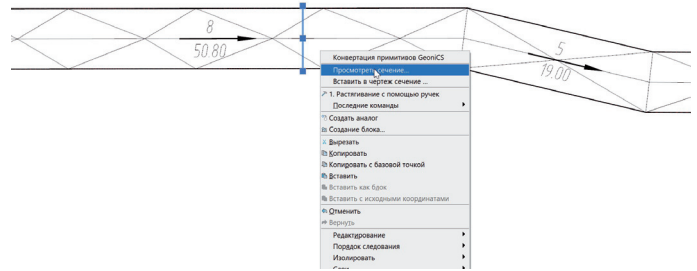 8
50.80
5
19.00
Конвертация примитивов GeoniCS
Просмотреть сечение...
Вставить в чертеж сечение ...
1. Растягивание с помощью ручек
Последние команды
Создать аналог
Создание блока...
Вырезать
Копировать
Копировать с базовой точкой
Вставить
Вставить как блок
Вставить с исходными координатами
Отменить
Вернуть
Редактирование
Порядок следования
Изолировать